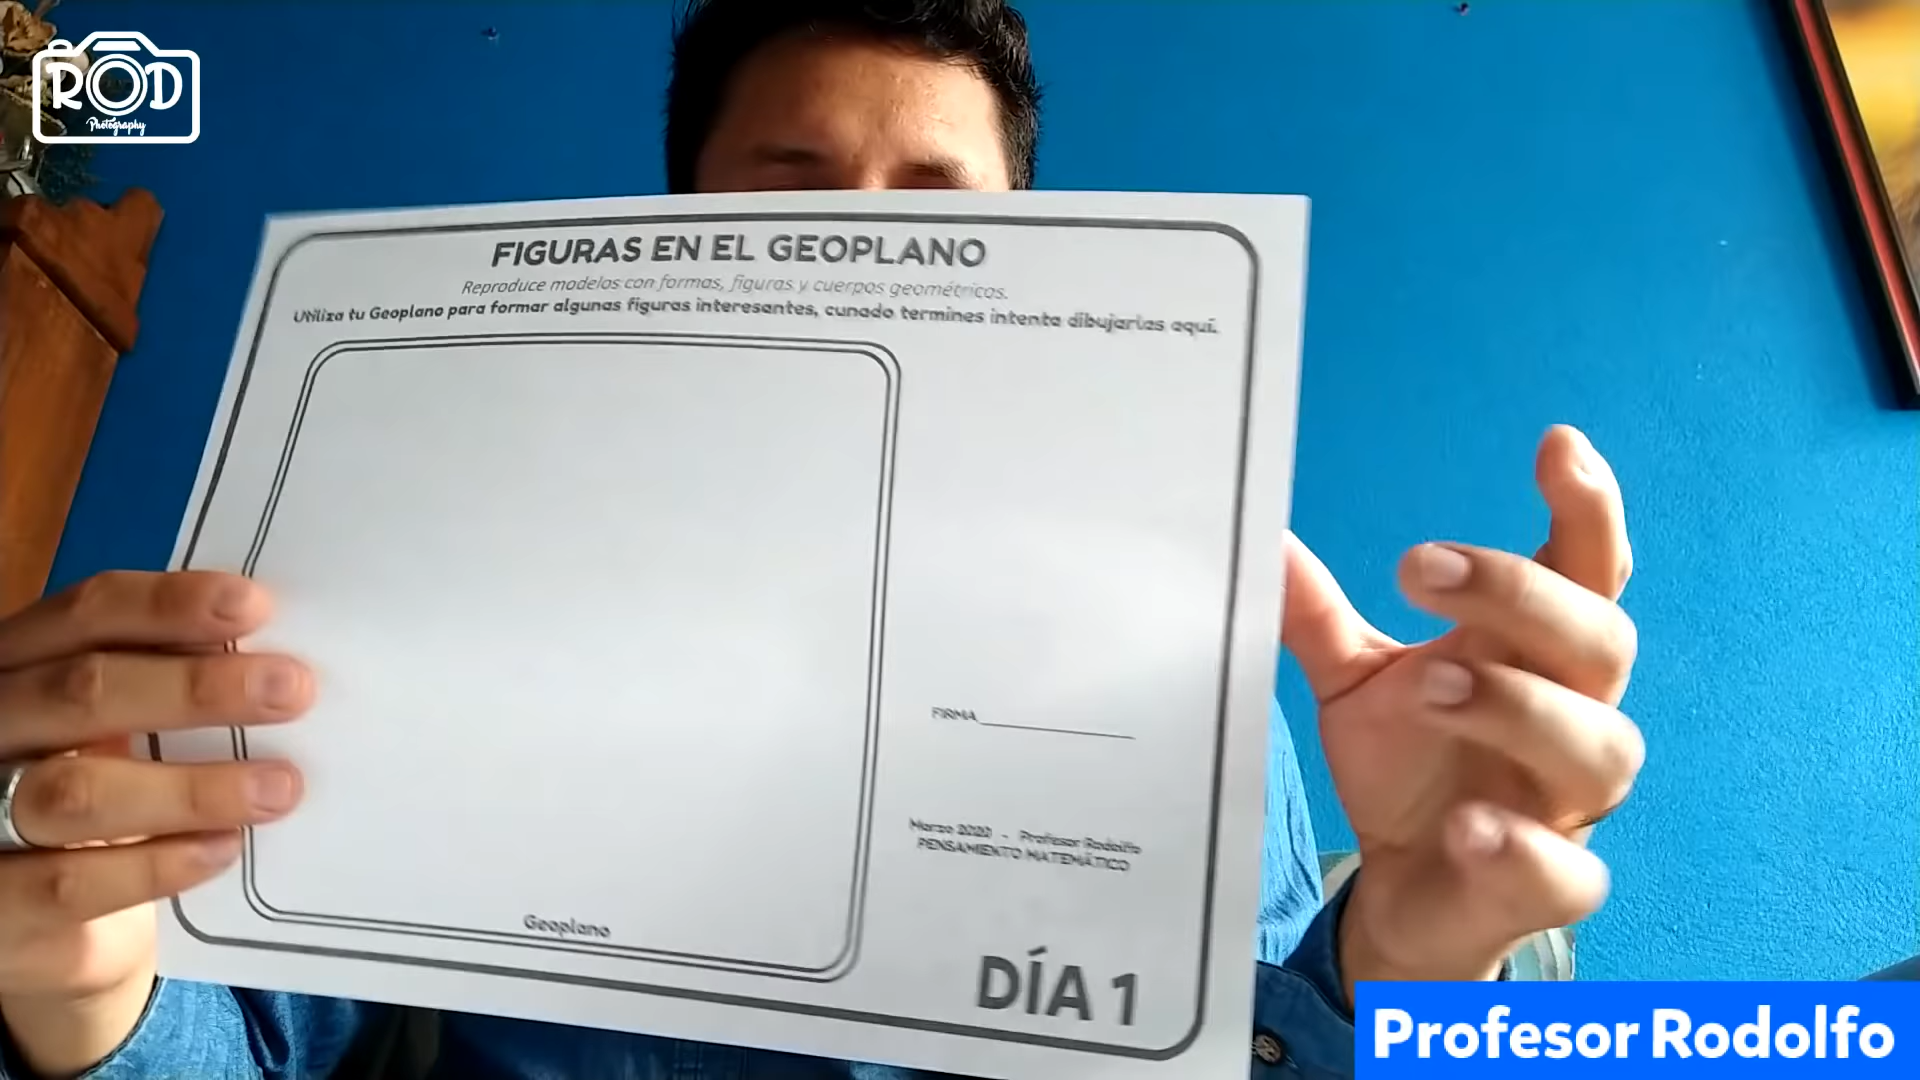 ROD
Photography
FIGURAS EN EL GEOPLANO
Reproduce modelos con formas, figuras y cuerpos geométricos.
Utiliza tu Geoplano para formar algunas figuras interesantes, cunado termines intenta dibujarlas aquí.
FIRMA
Marzo 2020 - Profesor Rodolfo
PENSAMIENTO MATEMÁTICO
Geoplano
DÍA 1
Profesor Rodolfo